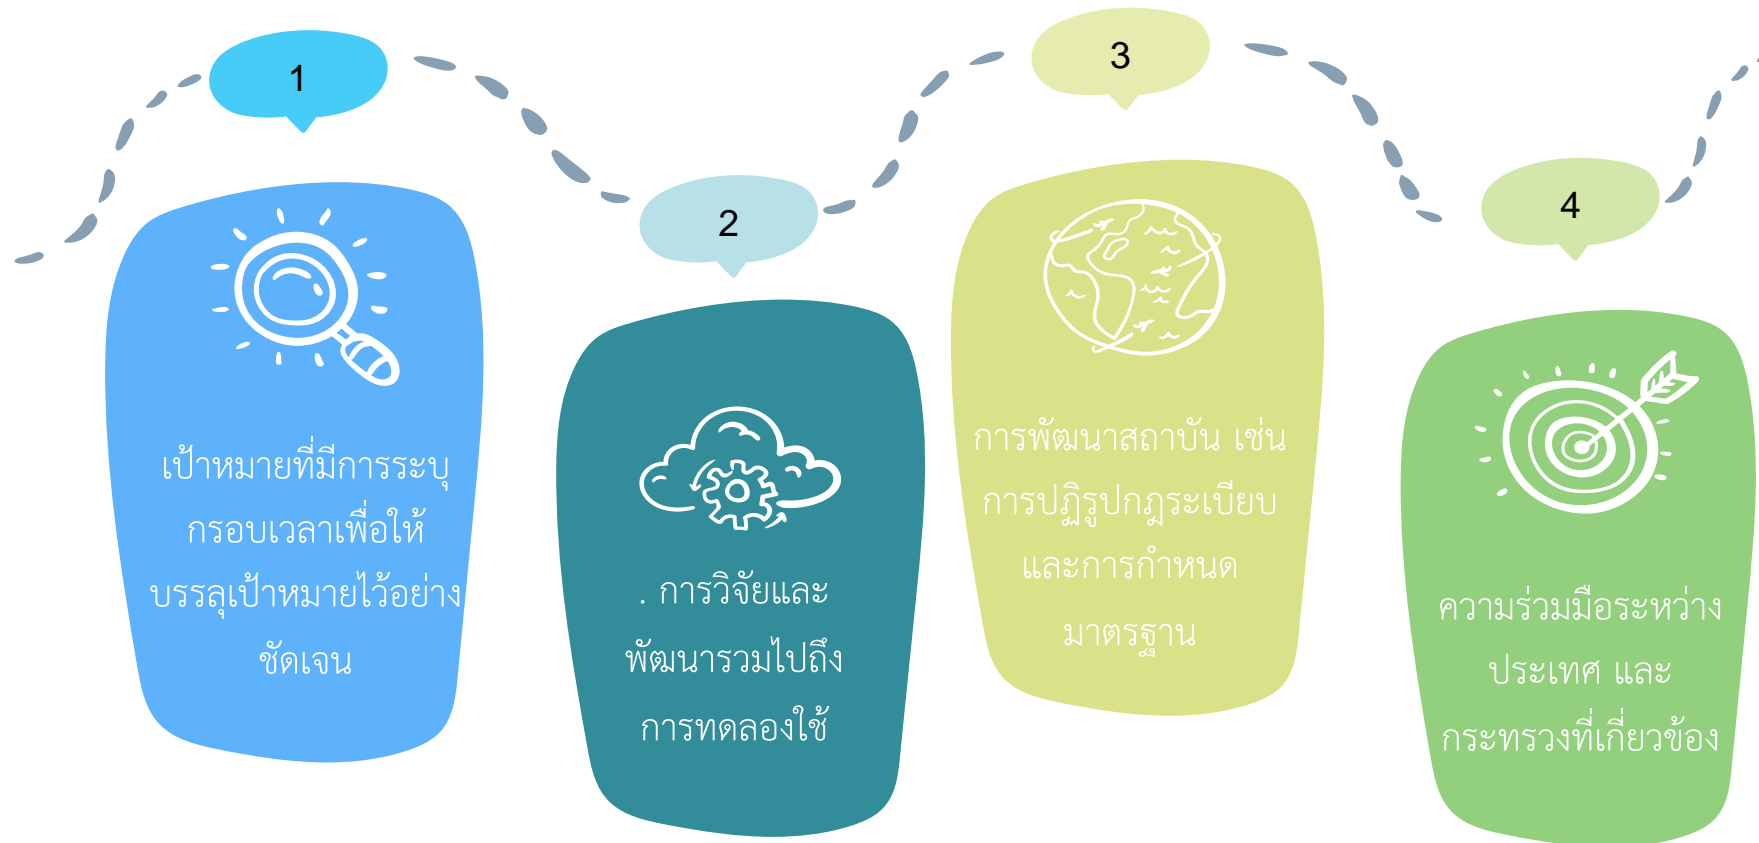 1
เป้าหมายที่มีการระบุ
กรอบเวลาเพื่อให้
บรรลุเป้าหมายไว้อย่าง
ชัดเจน
2
. การวิจัยและ
พัฒนารวมไปถึง
การทดลองใช้
3
การพัฒนาสถาบัน เช่น
การปฏิรูปกฎระเบียบ
และการกำหนด
มาตรฐาน
4
ความร่วมมือระหว่าง
ประเทศ และ
กระทรวงที่เกี่ยวข้อง